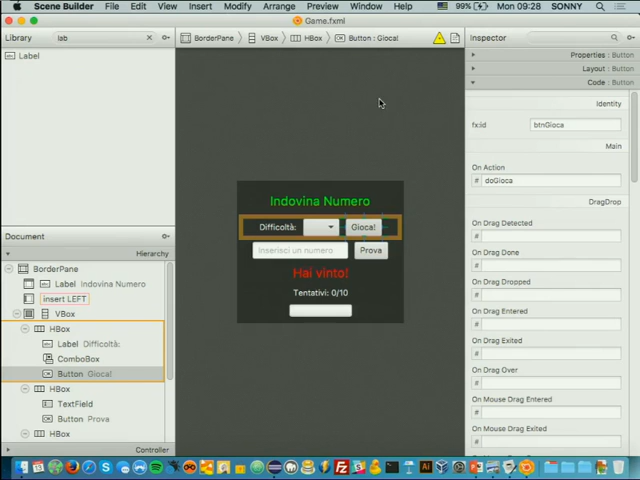 Scene Builder File Edit View Insert Modify Arrange Preview Window Help 99% Mon 09:28 SONNY
Game.fxml
Library lab
BorderPane VBox HBox Button : Gioca!
Inspector
Label
Properties : Button
Layout : Button
Code : Button
Identity
fx:id btnGioca
Main
On Action
# doGioca
DragDrop
On Drag Detected
#
On Drag Done
#
On Drag Dropped
#
On Drag Entered
#
On Drag Exited
#
On Drag Over
#
On Mouse Drag Entered
#
On Mouse Drag Exited
#
Indovina Numero
Difficoltà: Gioca!
Inserisci un numero Prova
Hai vinto!
Tentativi: 0/10
Document
Hierarchy
BorderPane
Label Indovina Numero
insert LEFT
VBox
HBox
Label Difficoltà:
ComboBox
Button Gioca!
HBox
TextField
Button Prova
HBox
Controller